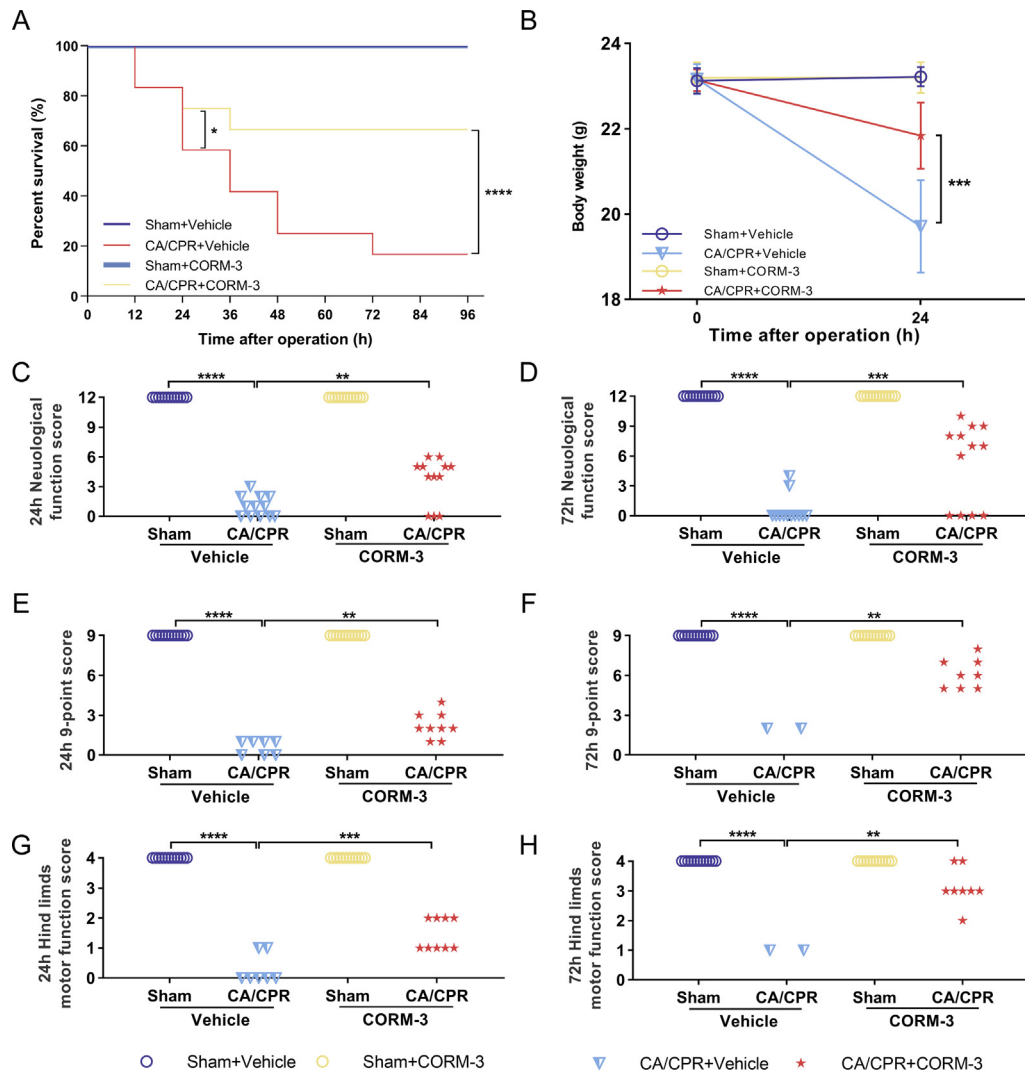 A
Percent survival (%)
100
80
60
40
20
0
*
****
Sham+Vehicle
CA/CPR+Vehicle
Sham+CORM-3
CA/CPR+CORM-3
0 12 24 36 48 60 72 84 96
Time after operation (h)
B
Body weight (g)
24
22
20
18
***
Sham+Vehicle
CA/CPR+Vehicle
Sham+CORM-3
CA/CPR+CORM-3
0 24
Time after operation (h)
C
24h Neuological
function score
**** **
12
9
6
3
0
Sham CA/CPR Sham CA/CPR
Vehicle CORM-3
D
72h Neuological
function score
**** ***
12
9
6
3
0
Sham CA/CPR Sham CA/CPR
Vehicle CORM-3
E
24h 9-point score
**** **
9
6
3
0
Sham CA/CPR Sham CA/CPR
Vehicle CORM-3
F
72h 9-point score
**** **
9
6
3
0
Sham CA/CPR Sham CA/CPR
Vehicle CORM-3
G
24h Hind limds
motor function score
**** ***
4
3
2
1
0
Sham CA/CPR Sham CA/CPR
Vehicle CORM-3
H
72h Hind limds
motor function score
**** **
4
3
2
1
0
Sham CA/CPR Sham CA/CPR
Vehicle CORM-3
Sham+Vehicle Sham+CORM-3 CA/CPR+Vehicle CA/CPR+CORM-3